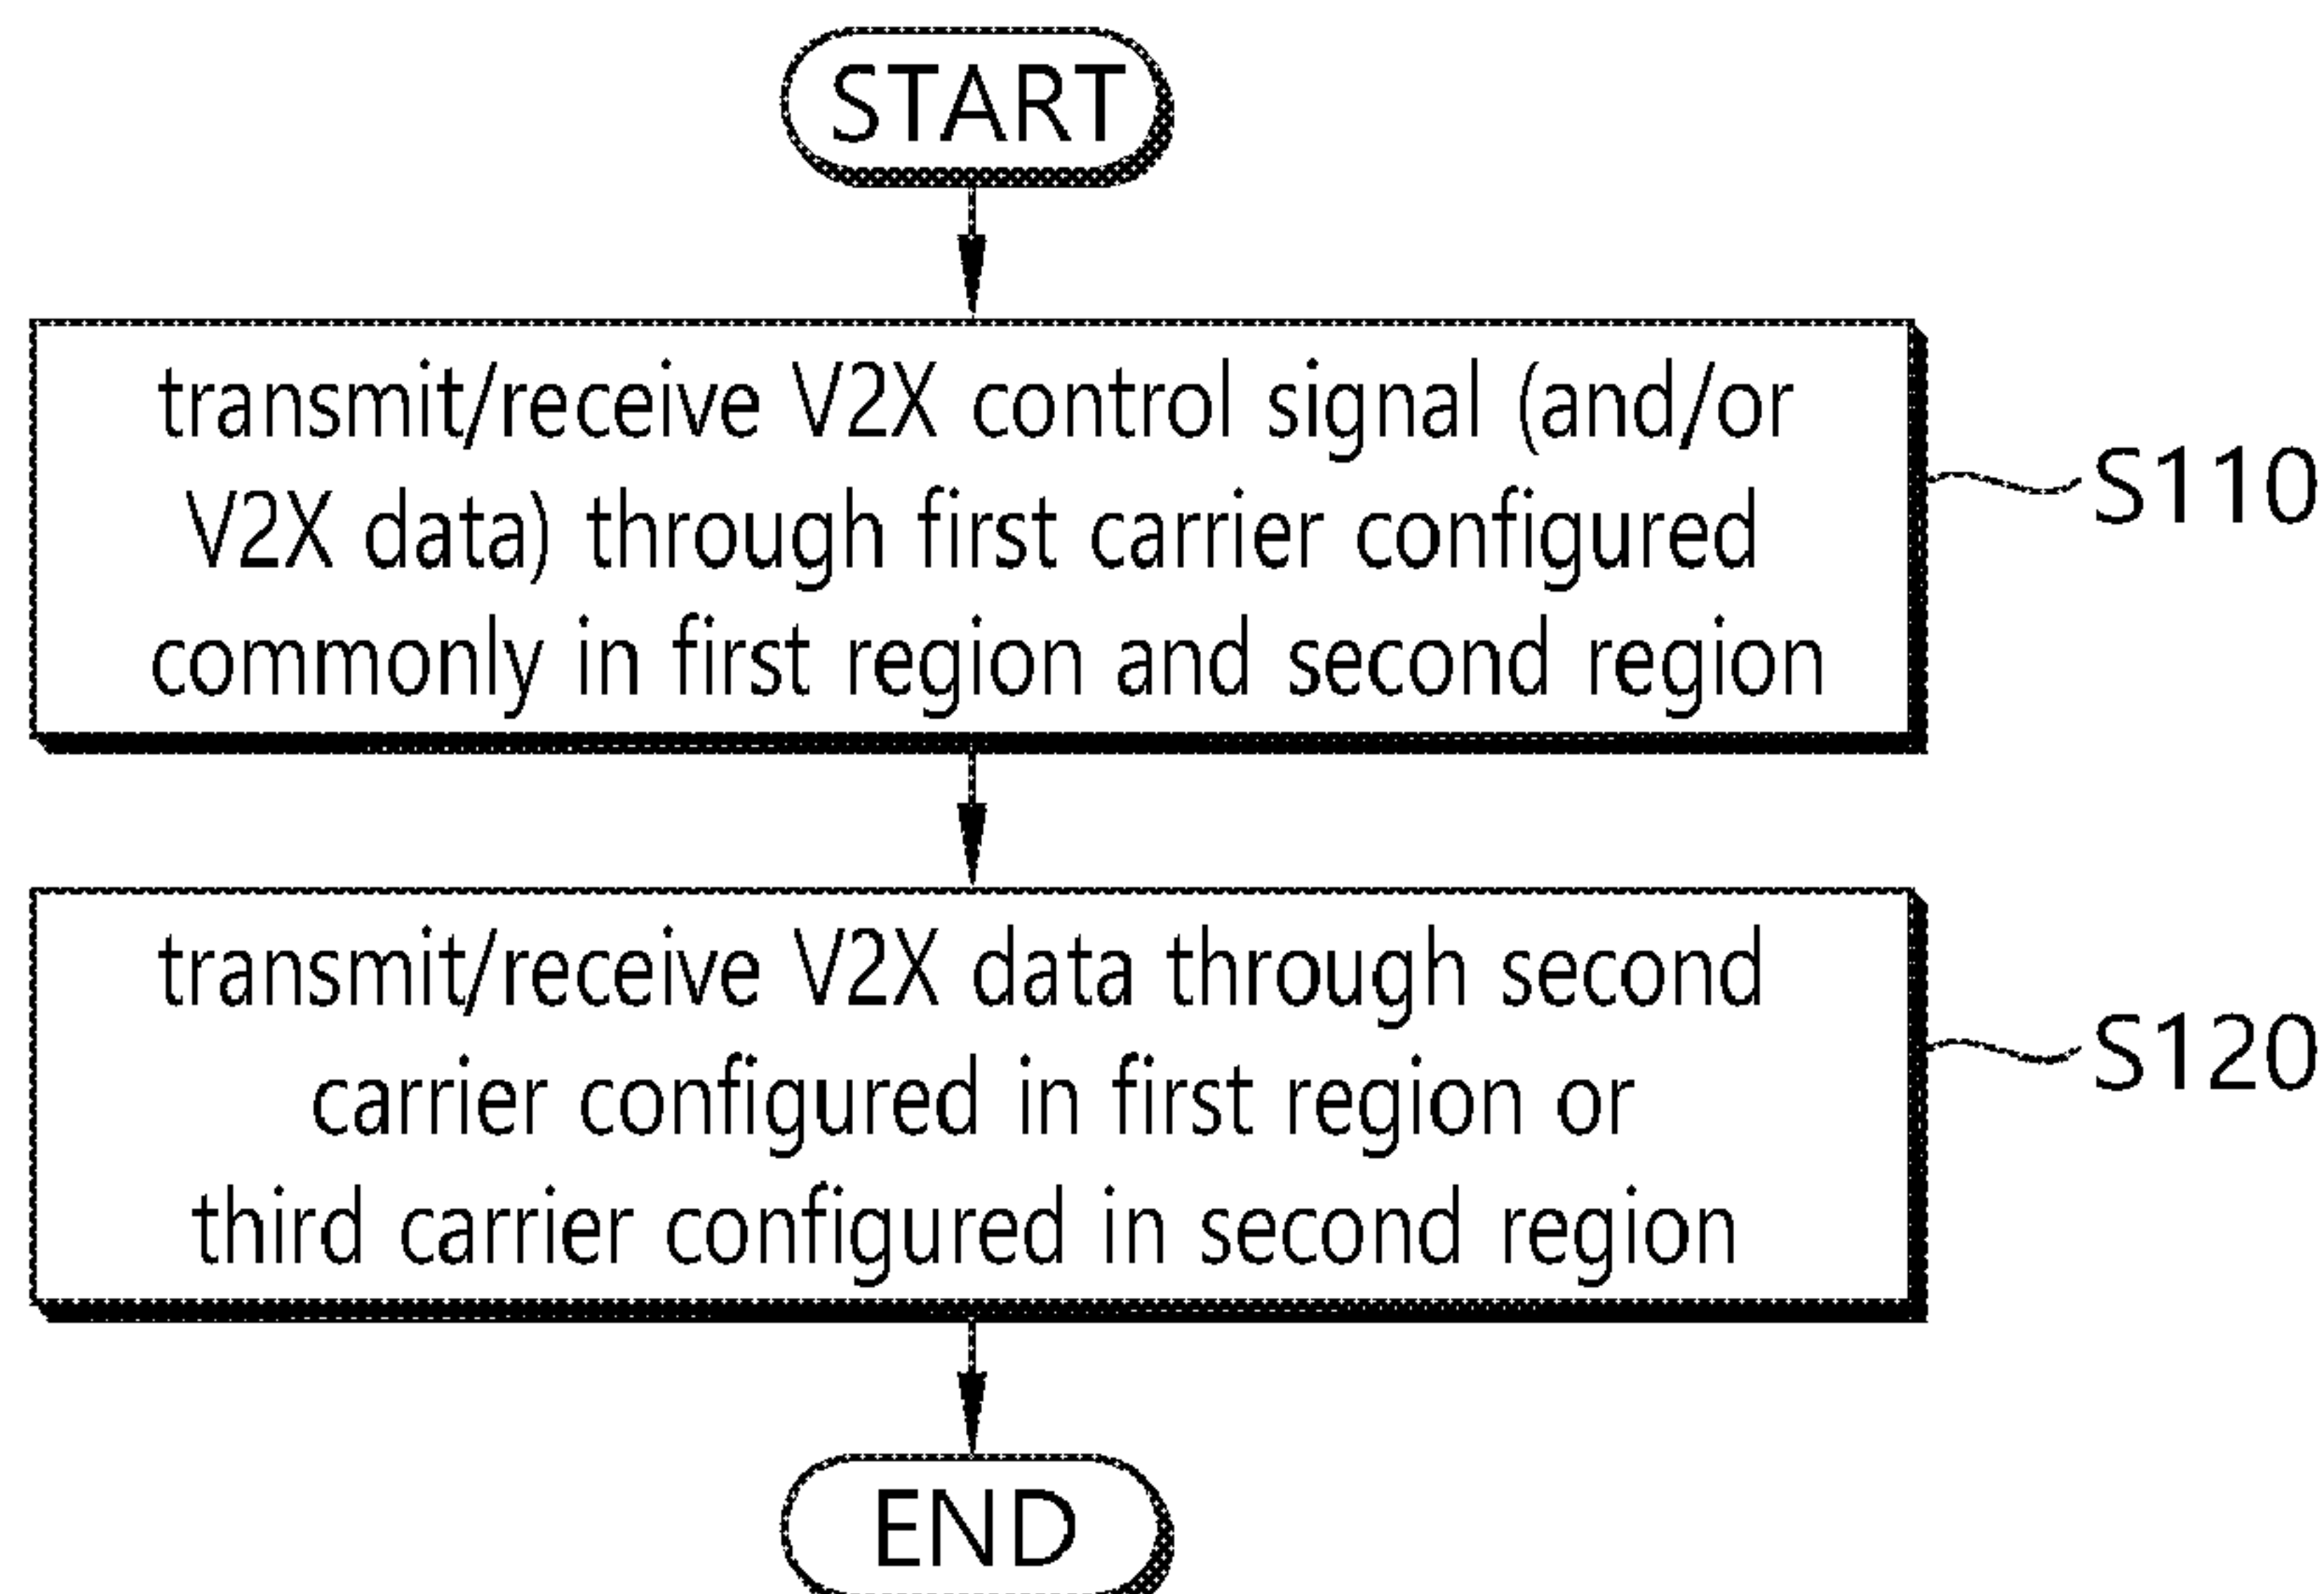 START
transmit/receive V2X control signal (and/or
V2X data) through first carrier configured
commonly in first region and second region
S110
transmit/receive V2X data through second
carrier configured in first region or
third carrier configured in second region
S120
END